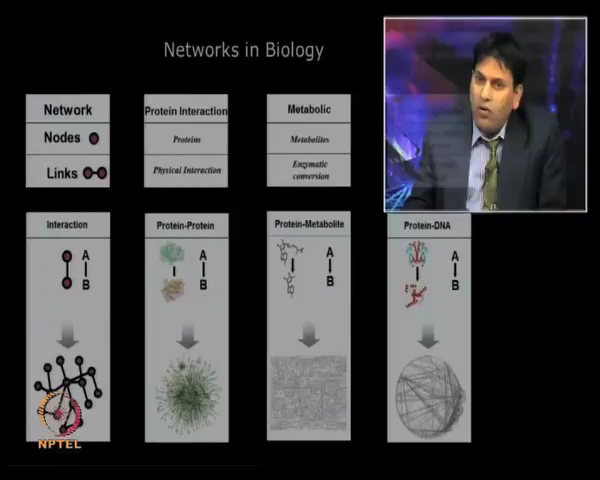 Networks in Biology
Network
Nodes
Links
Protein Interaction
Proteins
Physical Interaction
Metabolic
Metabolites
Enzymatic
conversion
Interaction
A
B
Protein-Protein
A
B
Protein-Metabolite
A
B
Protein-DNA
A
B
NPTEL